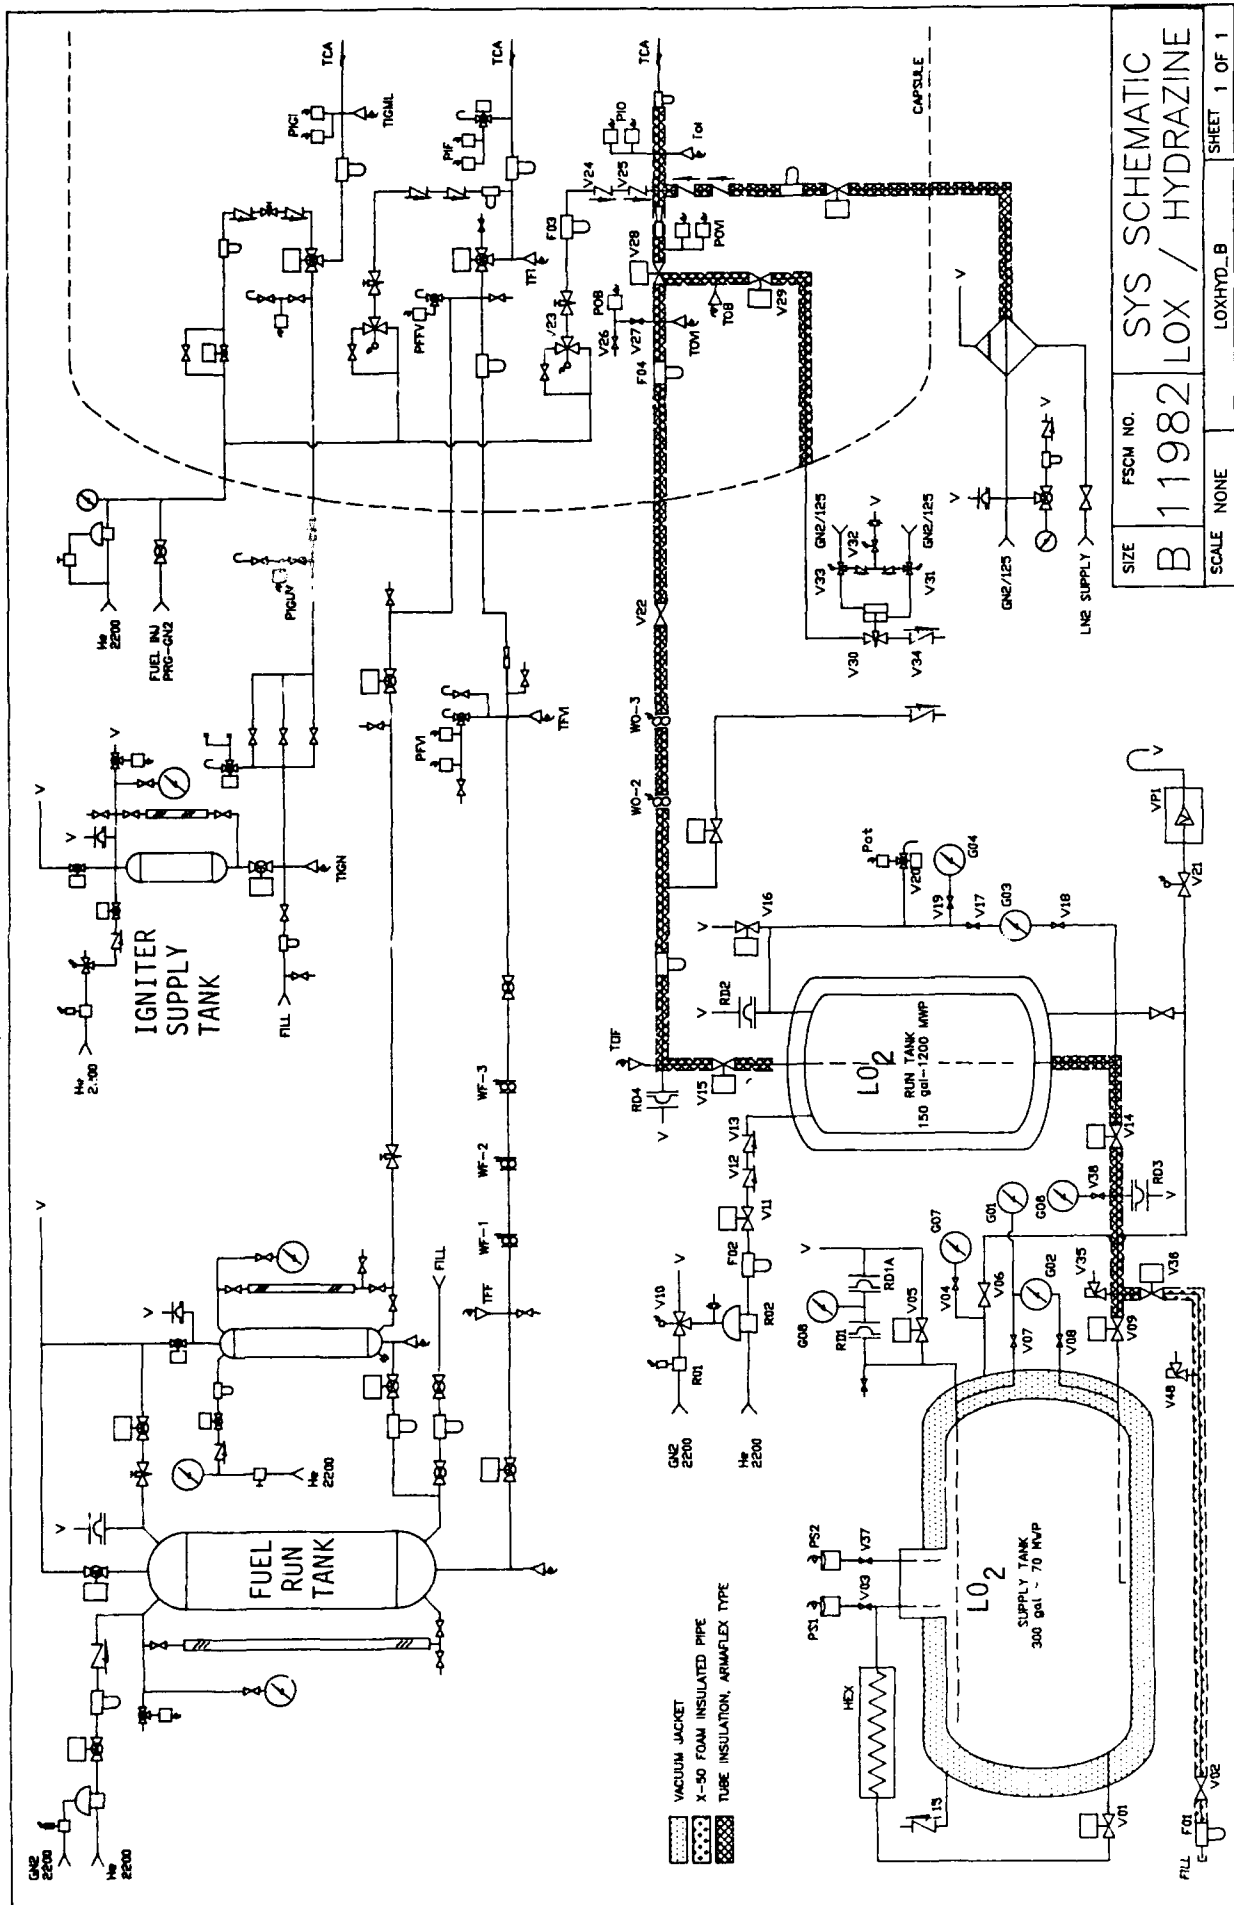 SYS SCHEMATIC
LOX / HYDRAZINE
SIZE
B
FSCM NO.
11982
SCALE
NONE
LOXHYD_B
SHEET 1 OF 1
CAPSULE
TCA
PIGI
TIGML
TCA
PIF
TFI
PFFV
TCA
PIO
TOI
V24
V25
F03
V28
POVI
V23
POB
V26
V27
TOVI
TOB
V29
F04
He
2200
FUEL INJ
PRG-GN2
PIGUV
V
V
V
IGNITER
SUPPLY
TANK
TIGN
FILL
He
PFVI
TFVI
WF-3
WF-2
WF-1
TFF
FILL
V
V
V
He
2200
FUEL
RUN
TANK
GN2
2200
He
2200
V22
WO-3
WO-2
GN2/125
V
V32
V33
GN2/125
V31
V30
V34
V
V
V
GN2/125
LN2 SUPPLY
TOF
RD4
V
V15
RD2
V
V
V16
Pot
V20
G04
V19
V17
G03
V18
VP1
V
V21
LO2
RUN TANK
150 gal-1200 MWP
V13
V12
V11
F02
V10
V
R02
R01
GN2
2200
He
2200
V14
V38
RD3
V
G08
G01
G07
G02
V04
V06
V07
V08
V35
V36
V09
V48
V
RD1A
G08
RD1
V05
PS2
V37
PS1
V03
LO2
SUPPLY TANK
300 gal - 70 MWP
HEX
V01
V02
F01
FILL
VACUUM JACKET
X-50 FOAM INSULATED PIPE
TUBE INSULATION, ARMAFLEX TYPE